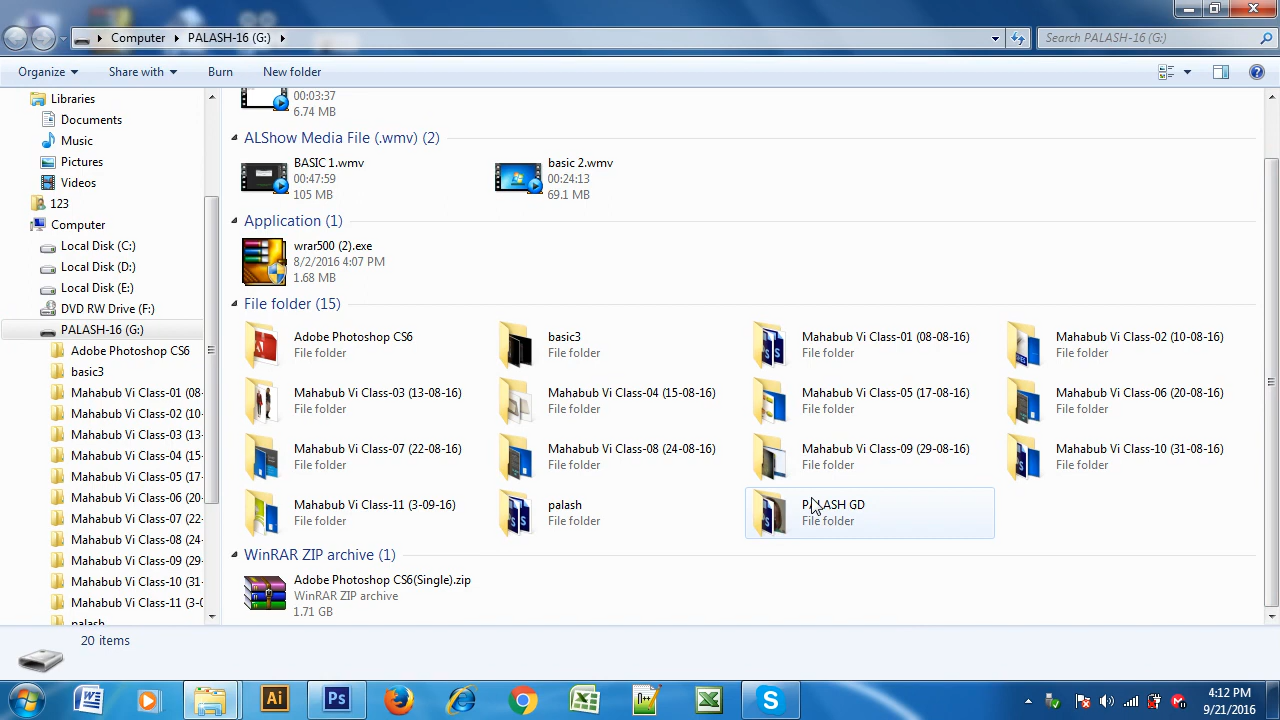 Computer
PALASH-16 (G:)
Search PALASH-16 (G:)
Organize
Share with
Burn
New folder
Libraries
Documents
Music
Pictures
Videos
123
Computer
Local Disk (C:)
Local Disk (D:)
Local Disk (E:)
DVD RW Drive (F:)
PALASH-16 (G:)
Adobe Photoshop CS6
basic3
Mahabub Vi Class-01 (08-
Mahabub Vi Class-02 (10-
Mahabub Vi Class-03 (13-
Mahabub Vi Class-04 (15-
Mahabub Vi Class-05 (17-
Mahabub Vi Class-06 (20-
Mahabub Vi Class-07 (22-
Mahabub Vi Class-08 (24-
Mahabub Vi Class-09 (29-
Mahabub Vi Class-10 (31-
Mahabub Vi Class-11 (3-0
palash
00:03:37
6.74 MB
ALShow Media File (.wmv) (2)
BASIC 1.wmv
00:47:59
105 MB
basic 2.wmv
00:24:13
69.1 MB
Application (1)
wrar500 (2).exe
8/2/2016 4:07 PM
1.68 MB
File folder (15)
Adobe Photoshop CS6
File folder
basic3
File folder
Mahabub Vi Class-01 (08-08-16)
File folder
Mahabub Vi Class-02 (10-08-16)
File folder
Mahabub Vi Class-03 (13-08-16)
File folder
Mahabub Vi Class-04 (15-08-16)
File folder
Mahabub Vi Class-05 (17-08-16)
File folder
Mahabub Vi Class-06 (20-08-16)
File folder
Mahabub Vi Class-07 (22-08-16)
File folder
Mahabub Vi Class-08 (24-08-16)
File folder
Mahabub Vi Class-09 (29-08-16)
File folder
Mahabub Vi Class-10 (31-08-16)
File folder
Mahabub Vi Class-11 (3-09-16)
File folder
palash
File folder
PALASH GD
File folder
WinRAR ZIP archive (1)
Adobe Photoshop CS6(Single).zip
WinRAR ZIP archive
1.71 GB
20 items
Ai
Ps
4:12 PM
9/21/2016